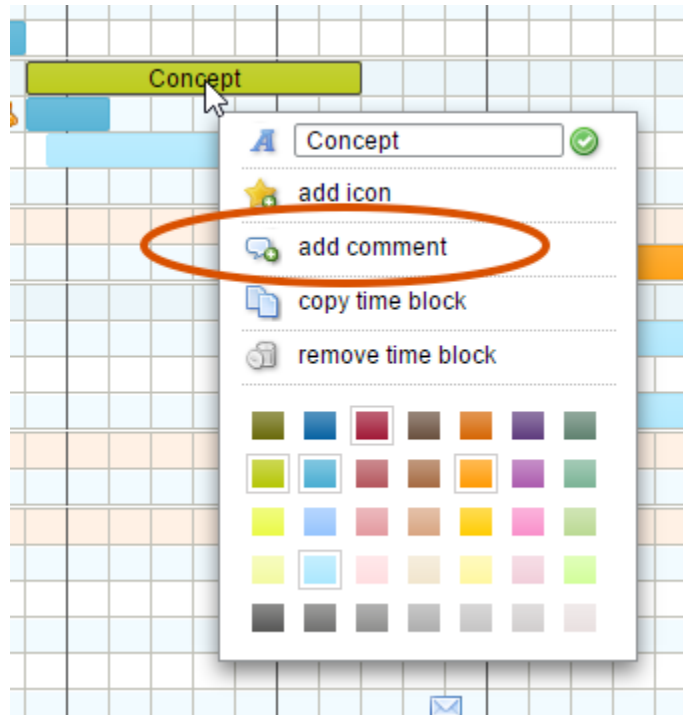 Concept
Concept
add icon
add comment
copy time block
remove time block